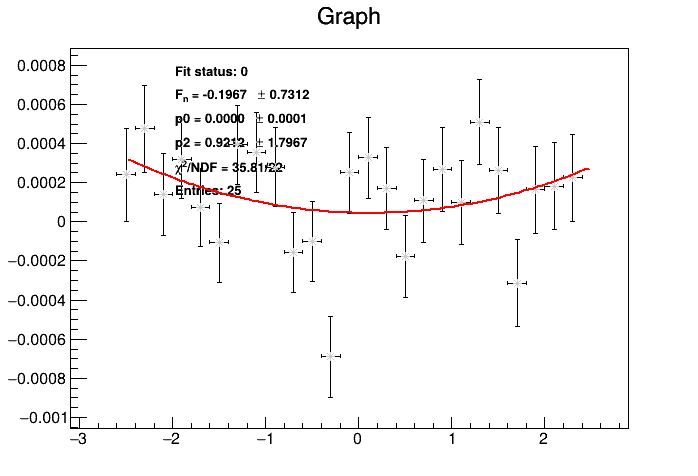 Graph
0.0008
0.0006
0.0004
0.0002
0
−0.0002
−0.0004
−0.0006
−0.0008
−0.001
Fit status: 0
Fn = -0.1967 ± 0.7312
p0 = 0.0000 ± 0.0001
p2 = 0.9212 ± 1.7967
χ²/NDF = 35.81/22
Entries: 25
−3 −2 −1 0 1 2